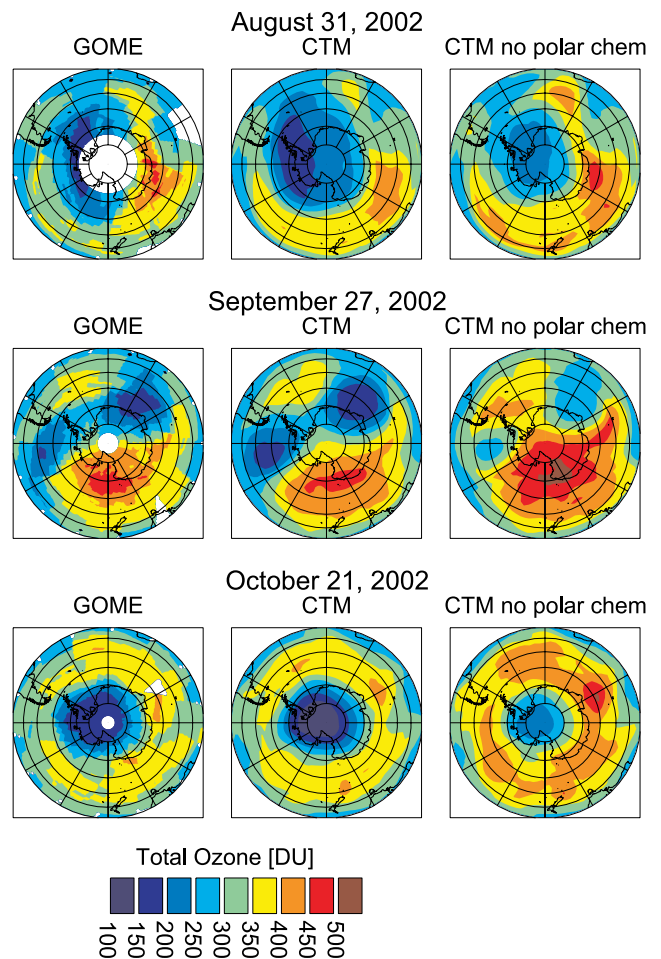 August 31, 2002
GOME CTM CTM no polar chem
September 27, 2002
GOME CTM CTM no polar chem
October 21, 2002
GOME CTM CTM no polar chem
Total Ozone [DU]
100 150 200 250 300 350 400 450 500